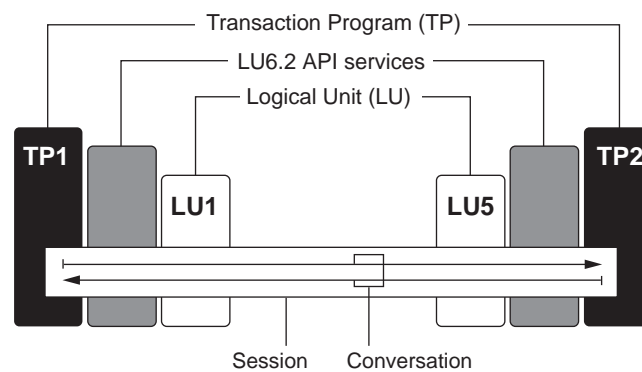 Transaction Program (TP)
LU6.2 API services
Logical Unit (LU)
TP1
TP2
LU1
LU5
Session
Conversation